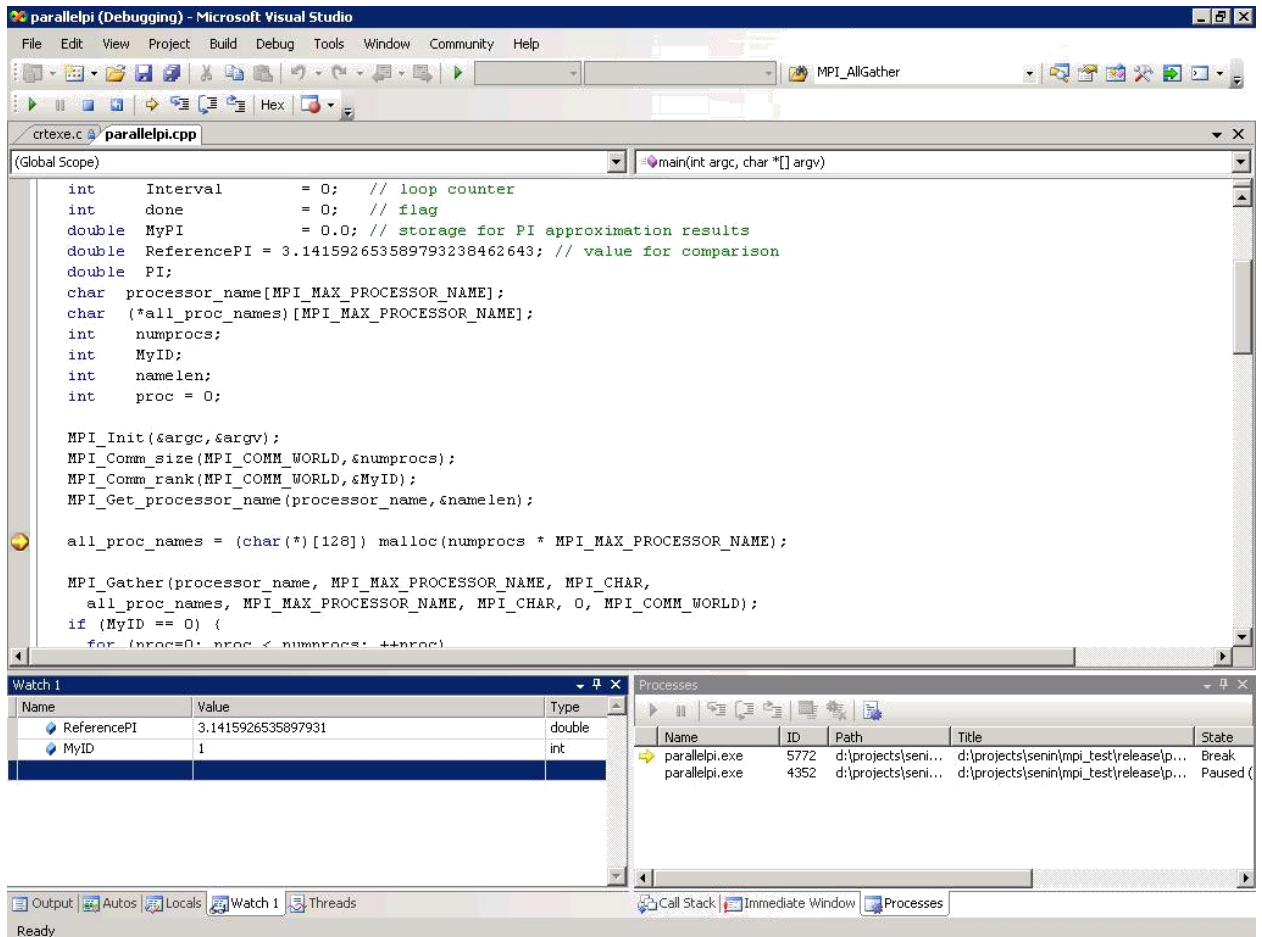 parallelpi (Debugging) - Microsoft Visual Studio
File Edit View Project Build Debug Tools Window Community Help
MPI_AllGather
Hex
crtexe.c parallelpi.cpp
(Global Scope) main(int argc, char *[] argv)
int Interval = 0; // loop counter
int done = 0; // flag
double MyPI = 0.0; // storage for PI approximation results
double ReferencePI = 3.141592653589793238462643; // value for comparison
double PI;
char processor_name[MPI_MAX_PROCESSOR_NAME];
char (*all_proc_names)[MPI_MAX_PROCESSOR_NAME];
int numprocs;
int MyID;
int namelen;
int proc = 0;
MPI_Init(&argc,&argv);
MPI_Comm_size(MPI_COMM_WORLD,&numprocs);
MPI_Comm_rank(MPI_COMM_WORLD,&MyID);
MPI_Get_processor_name(processor_name,&namelen);
all_proc_names = (char(*)[128]) malloc(numprocs * MPI_MAX_PROCESSOR_NAME);
MPI_Gather(processor_name, MPI_MAX_PROCESSOR_NAME, MPI_CHAR,
all_proc_names, MPI_MAX_PROCESSOR_NAME, MPI_CHAR, 0, MPI_COMM_WORLD);
if (MyID == 0) {
for (proc=0; proc < numprocs; ++proc)
Watch 1
Name Value Type
ReferencePI 3.1415926535897931 double
MyID 1 int
Processes
Name ID Path Title State
parallelpi.exe 5772 d:\projects\seni... d:\projects\senin\mpi_test\release\p... Break
parallelpi.exe 4352 d:\projects\seni... d:\projects\senin\mpi_test\release\p... Paused (
Output Autos Locals Watch 1 Threads
Call Stack Immediate Window Processes
Ready